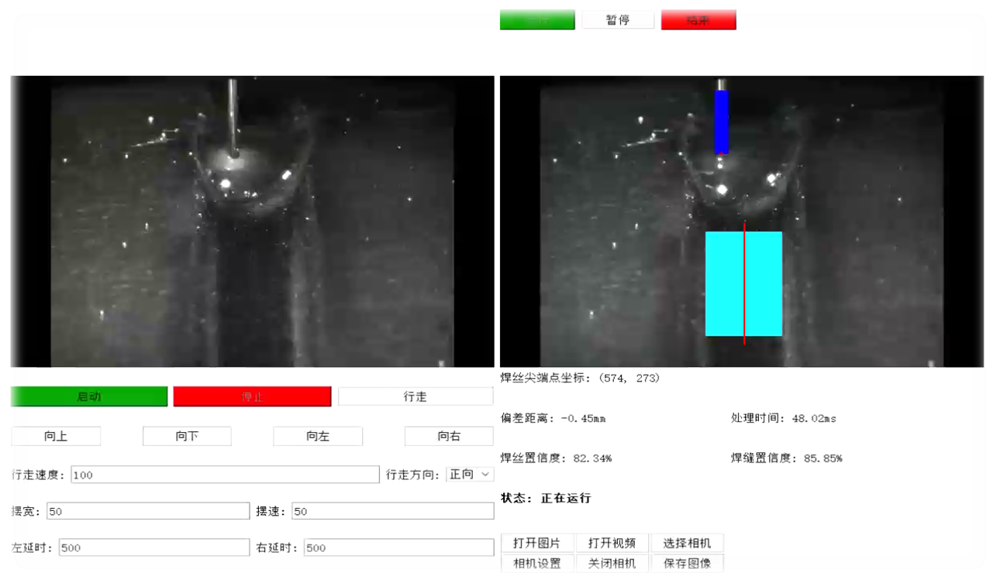 暂停 结束
启动 停止 行走
向上 向下 向左 向右
行走速度: 100 行走方向: 正向
摆宽: 50 摆速: 50
左延时: 500 右延时: 500
焊丝尖端点坐标: (574, 273)
偏差距离: -0.45mm 处理时间: 48.02ms
焊丝置信度: 82.34% 焊缝置信度: 85.85%
状态: 正在运行
打开图片 打开视频 选择相机
相机设置 关闭相机 保存图像